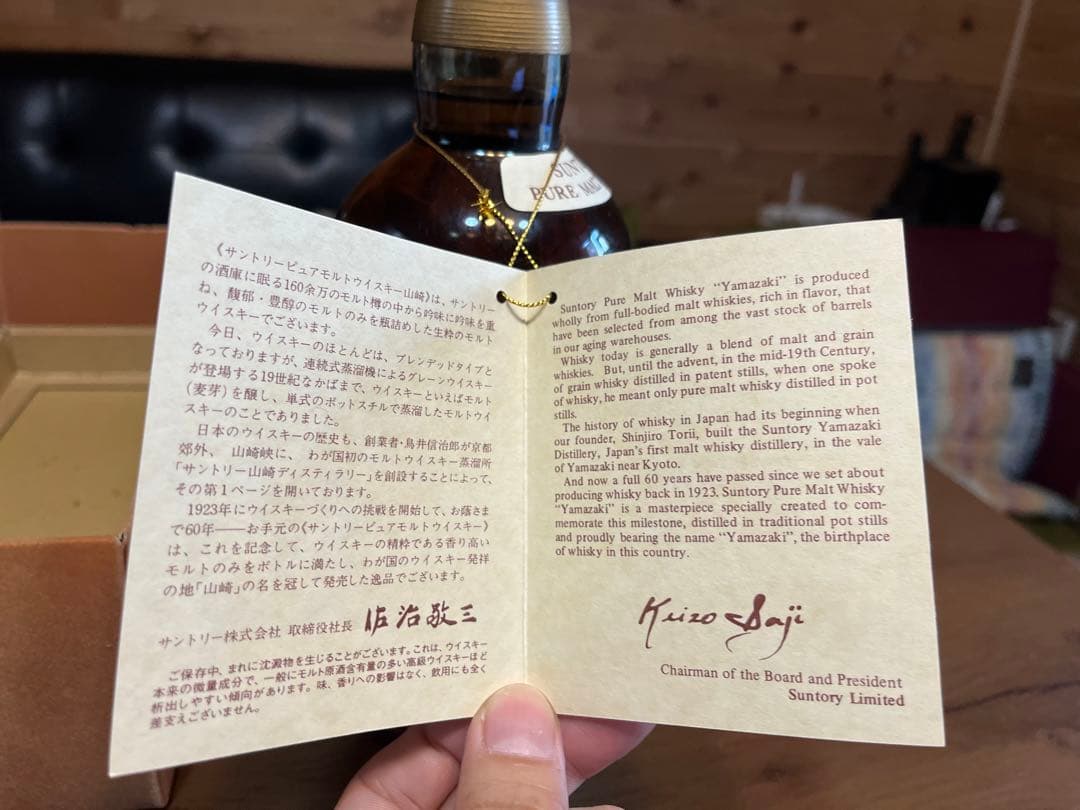 SUNT
PURE MAL
《サントリーピュアモルトウイスキー山崎》は、サントリー
の酒庫に眠る160余万のモルト樽の中から吟味に吟味を重
ね、馥郁・豊醇のモルトのみを瓶詰めした生粋のモルト
ウイスキーでございます。
今日、ウイスキーのほとんどは、ブレンデッドタイプと
なっておりますが、連続式蒸溜機によるグレーンウイスキー
が登場する19世紀なかばまで、ウイスキーといえばモルト
(麦芽)を醸し、単式のポットスチルで蒸溜したモルトウイ
スキーのことでありました。
日本のウイスキーの歴史も、創業者・鳥井信治郎が京都
郊外、山崎峡に、わが国初のモルトウイスキー蒸溜所
「サントリー山崎ディスティラリー」を創設することによって、
その第1ページを開いております。
1923年にウイスキーづくりへの挑戦を開始して、お蔭さま
で60年——お手元の《サントリーピュアモルトウイスキー》
は、これを記念して、ウイスキーの精粋である香り高い
モルトのみをボトルに満たし、わが国のウイスキー発祥
の地「山崎」の名を冠して発売した逸品でございます。
サントリー株式会社 取締役社長 佐治敬三
ご保存中、まれに沈澱物を生じることがございます。これは、ウイスキー
本来の微量成分で、一般にモルト原酒含有量の多い高級ウイスキーほど
析出しやすい傾向があります。味、香りへの影響はなく、飲用にも全く
差支えございません。
Suntory Pure Malt Whisky “Yamazaki” is produced
wholly from full-bodied malt whiskies, rich in flavor, that
have been selected from among the vast stock of barrels
in our aging warehouses.
Whisky today is generally a blend of malt and grain
whiskies. But, until the advent, in the mid-19th Century,
of grain whisky distilled in patent stills, when one spoke
of whisky, he meant only pure malt whisky distilled in pot
stills.
The history of whisky in Japan had its beginning when
our founder, Shinjiro Torii, built the Suntory Yamazaki
Distillery, Japan's first malt whisky distillery, in the vale
of Yamazaki near Kyoto.
And now a full 60 years have passed since we set about
producing whisky back in 1923. Suntory Pure Malt Whisky
“Yamazaki” is a masterpiece specially created to com-
memorate this milestone, distilled in traditional pot stills
and proudly bearing the name “Yamazaki”, the birthplace
of whisky in this country.
Keizo Saji
Chairman of the Board and President
Suntory Limited